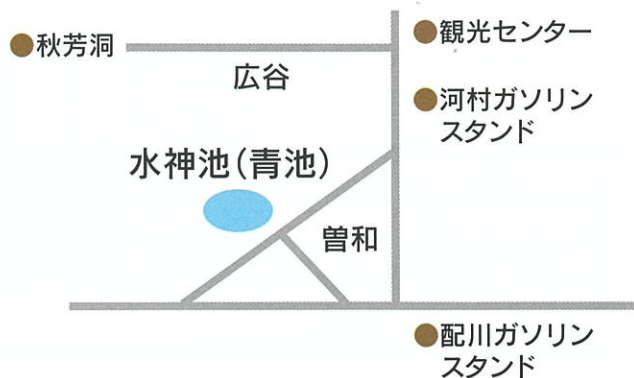 ●観光センター
●秋芳洞
広谷
●河村ガソリン
スタンド
水神池(青池)
曽和
●配川ガソリン
スタンド